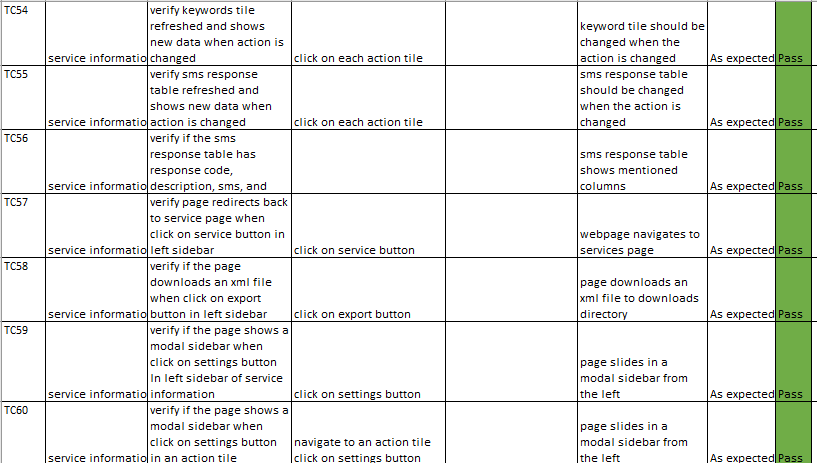 TC54
service informatio
verify keywords tile
refreshed and shows
new data when action is
changed
click on each action tile
keyword tile should be
changed when the
action is changed
As expected
Pass
TC55
service informatio
verify sms response
table refreshed and
shows new data when
action is changed
click on each action tile
sms response table
should be changed
when the action is
changed
As expected
Pass
TC56
service informatio
verify if the sms
response table has
response code,
description, sms, and
sms response table
shows mentioned
columns
As expected
Pass
TC57
service informatio
verify page redirects back
to service page when
click on service button in
left sidebar
click on service button
webpage navigates to
services page
As expected
Pass
TC58
service informatio
verify if the page
downloads an xml file
when click on export
button in left sidebar
click on export button
page downloads an
xml file to downloads
directory
As expected
Pass
TC59
service informatio
verify if the page shows a
modal sidebar when
click on settings button
In left sidebar of service
information
click on settings button
page slides in a
modal sidebar from
the left
As expected
Pass
TC60
service informatio
verify if the page shows a
modal sidebar when
click on settings button
in an action tile
navigate to an action tile
click on settings button
page slides in a
modal sidebar from
the left
As expected
Pass